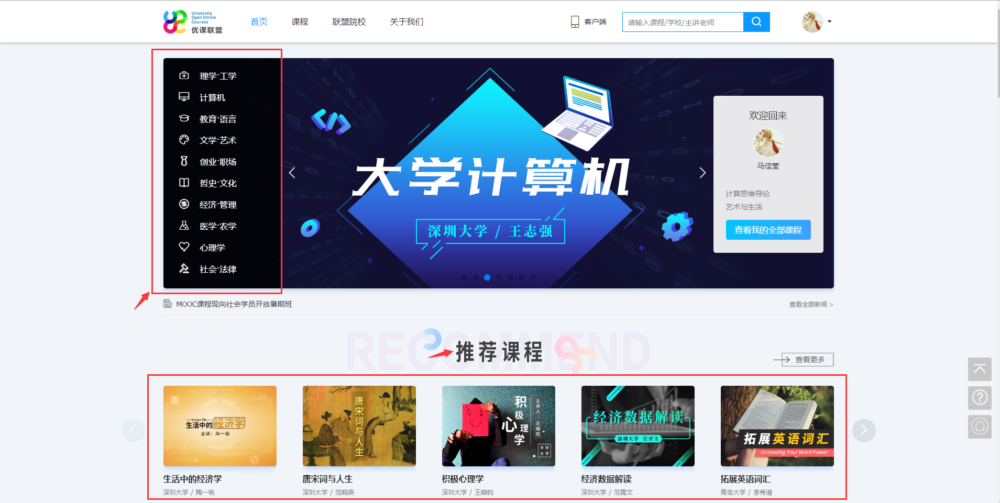 University
Open Online
Courses
优课联盟
首页
课程
联盟院校
关于我们
客户端
请输入课程/学校/主讲老师
理学·工学
计算机
教育·语言
文学·艺术
创业·职场
哲史·文化
经济·管理
医学·农学
心理学
社会·法律
大学计算机
深圳大学 / 王志强
欢迎回来
马佳莹
计算思维导论
艺术与生活
查看我的全部课程
MOOC课程现向社会学员开放暑期班
查看全部新闻 >
RECOMMEND
推荐课程
查看更多
In your life
生活中的经济学
主讲：陶一桃
唐宋词与人生
积极心理学
主讲人：王晓钧
深圳大学
ECONOMIC
经济数据解读
深圳大学 范霄文
拓展英语词汇
Increasing Your Word Power
生活中的经济学
深圳大学 / 陶一桃
唐宋词与人生
深圳大学 / 范晓燕
积极心理学
深圳大学 / 王晓钧
经济数据解读
深圳大学 / 范霄文
拓展英语词汇
青岛大学 / 李秀清